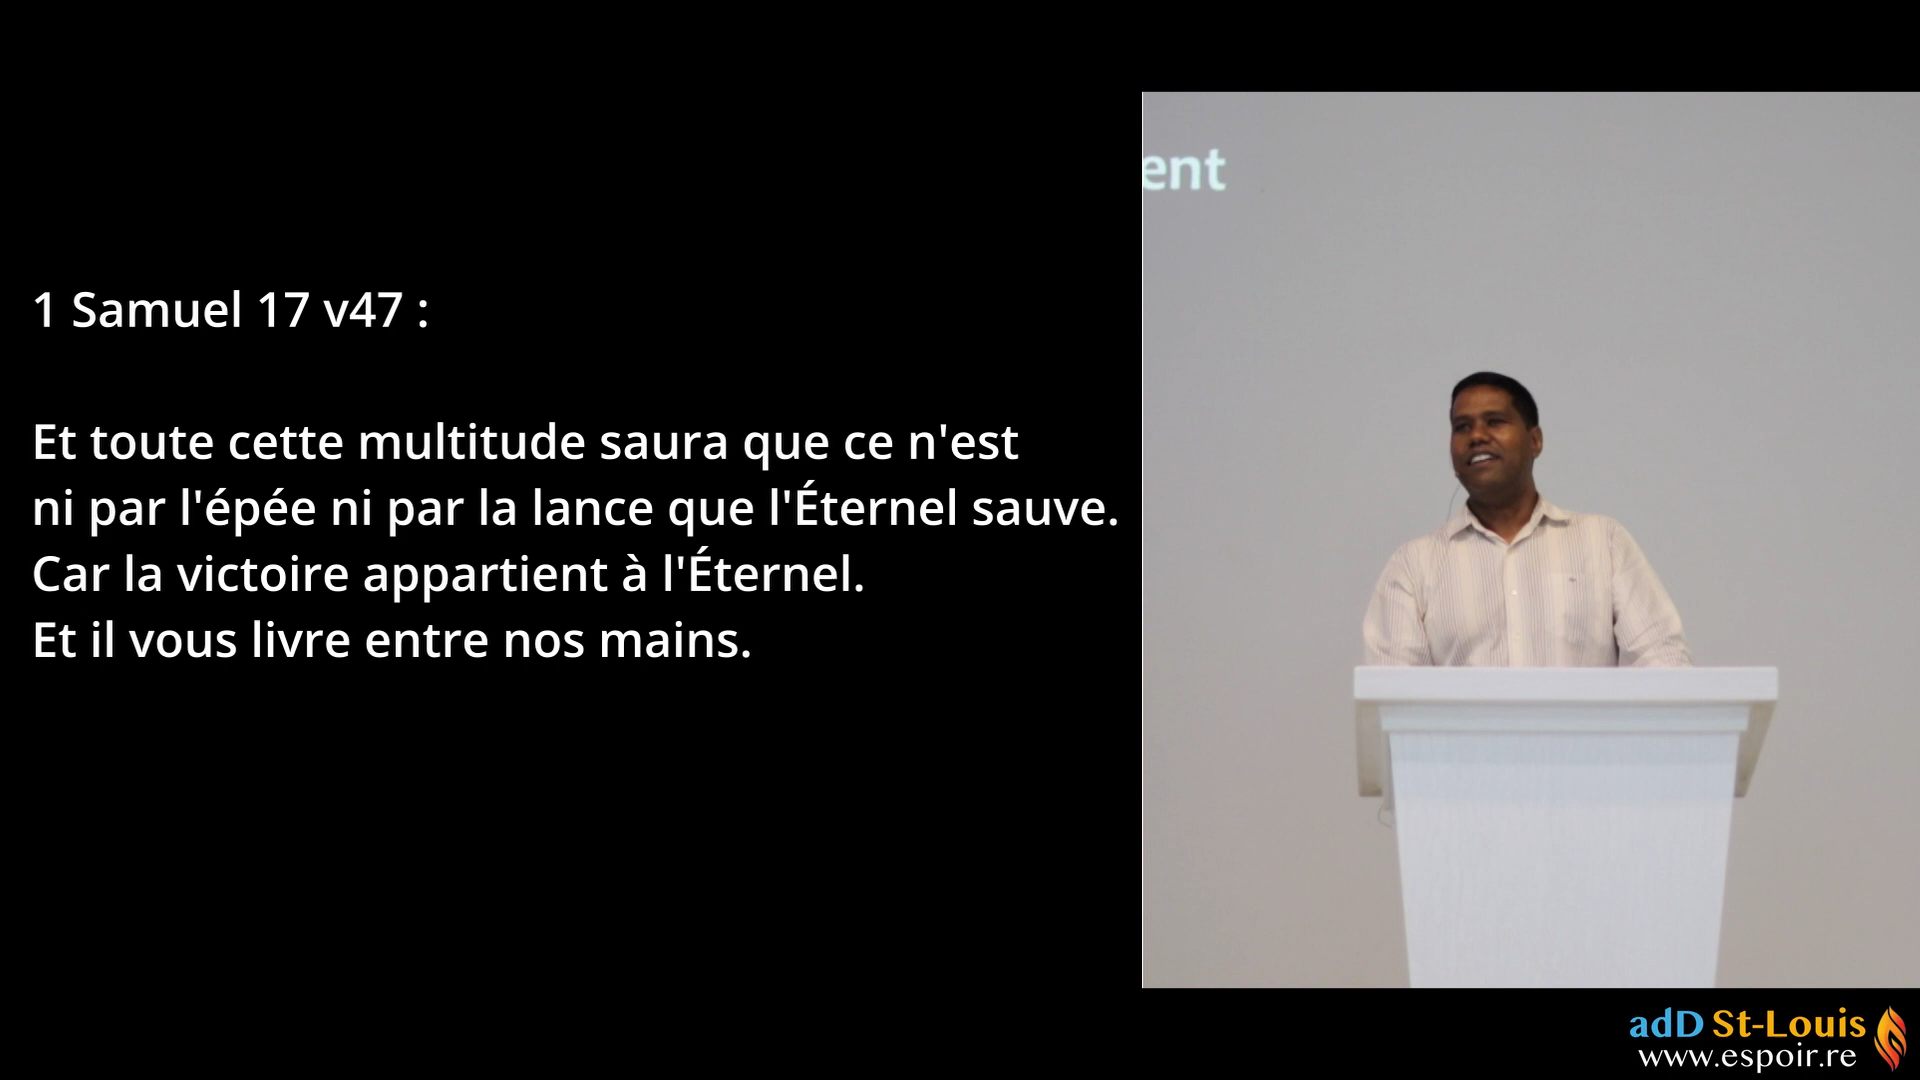 1 Samuel 17 v47 :
Et toute cette multitude saura que ce n'est
ni par l'épée ni par la lance que l'Éternel sauve.
Car la victoire appartient à l'Éternel.
Et il vous livre entre nos mains.
ent
adD St-Louis
www.espoir.re